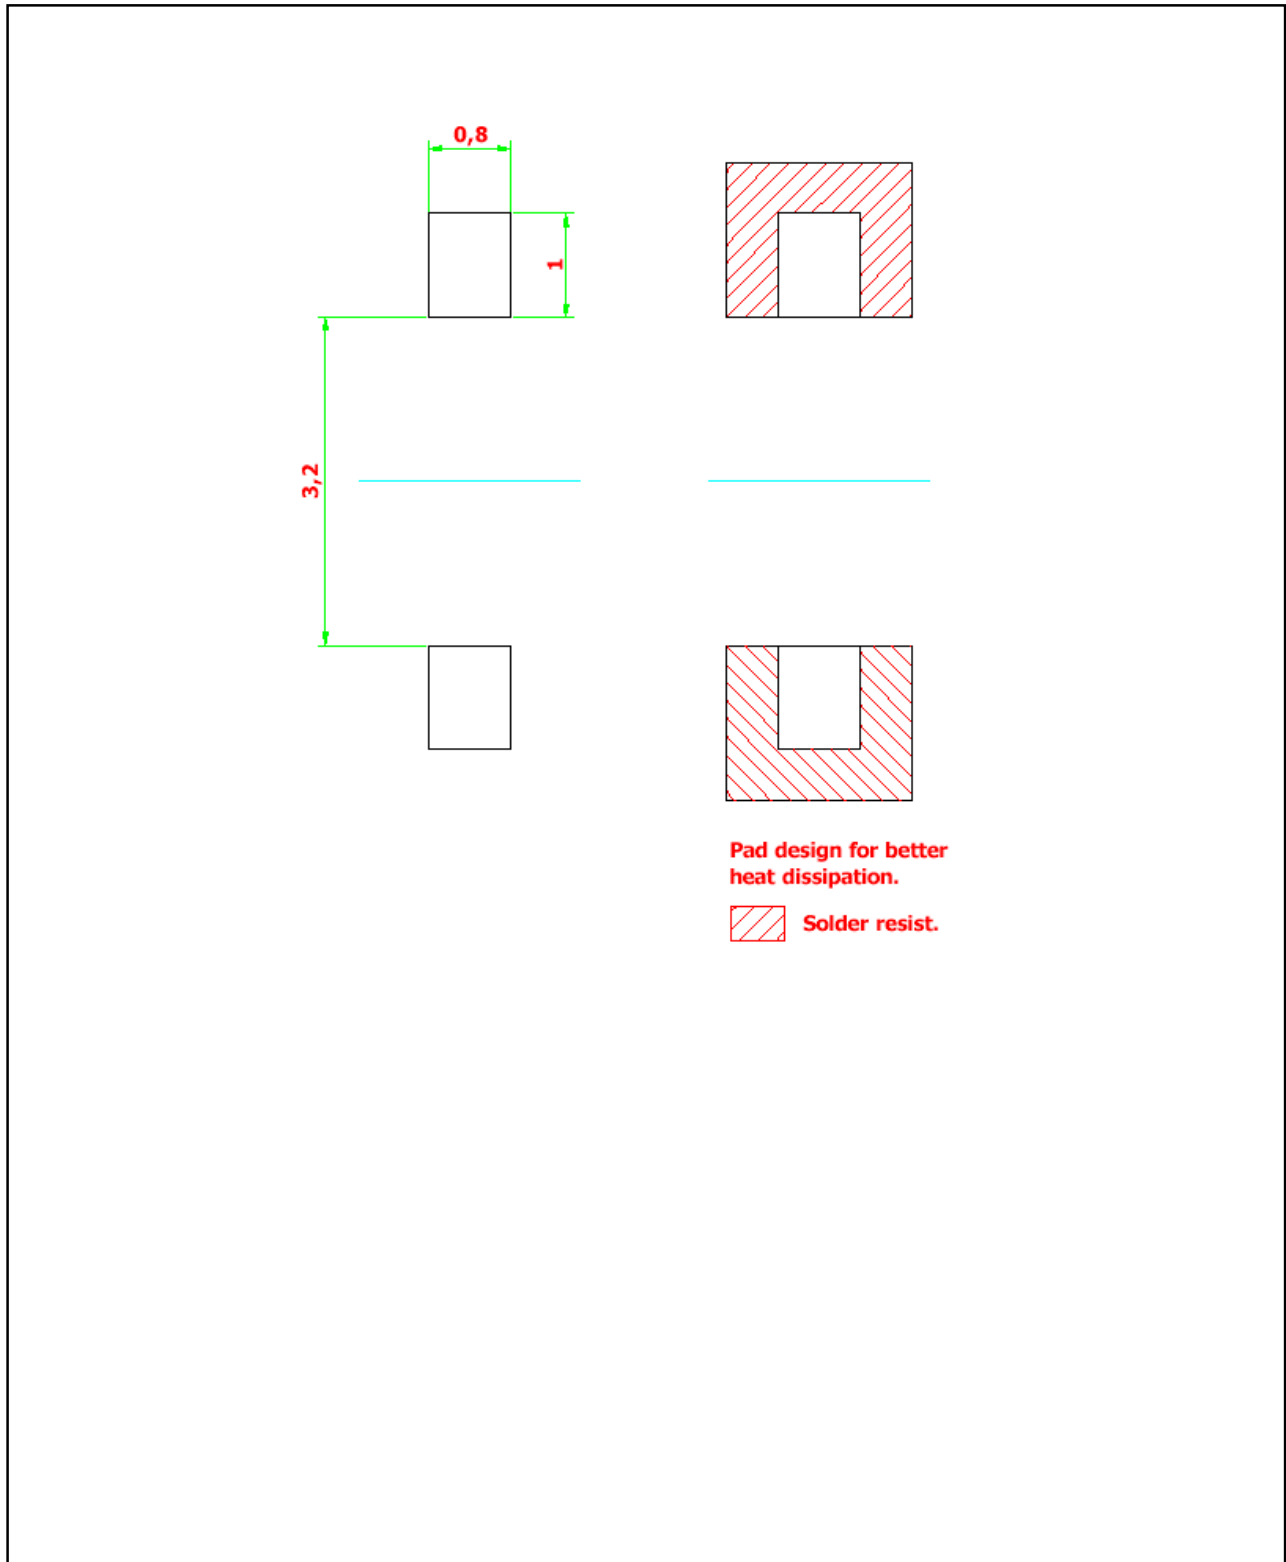 0,8
1
3,2
Pad design for better
heat dissipation.
Solder resist.